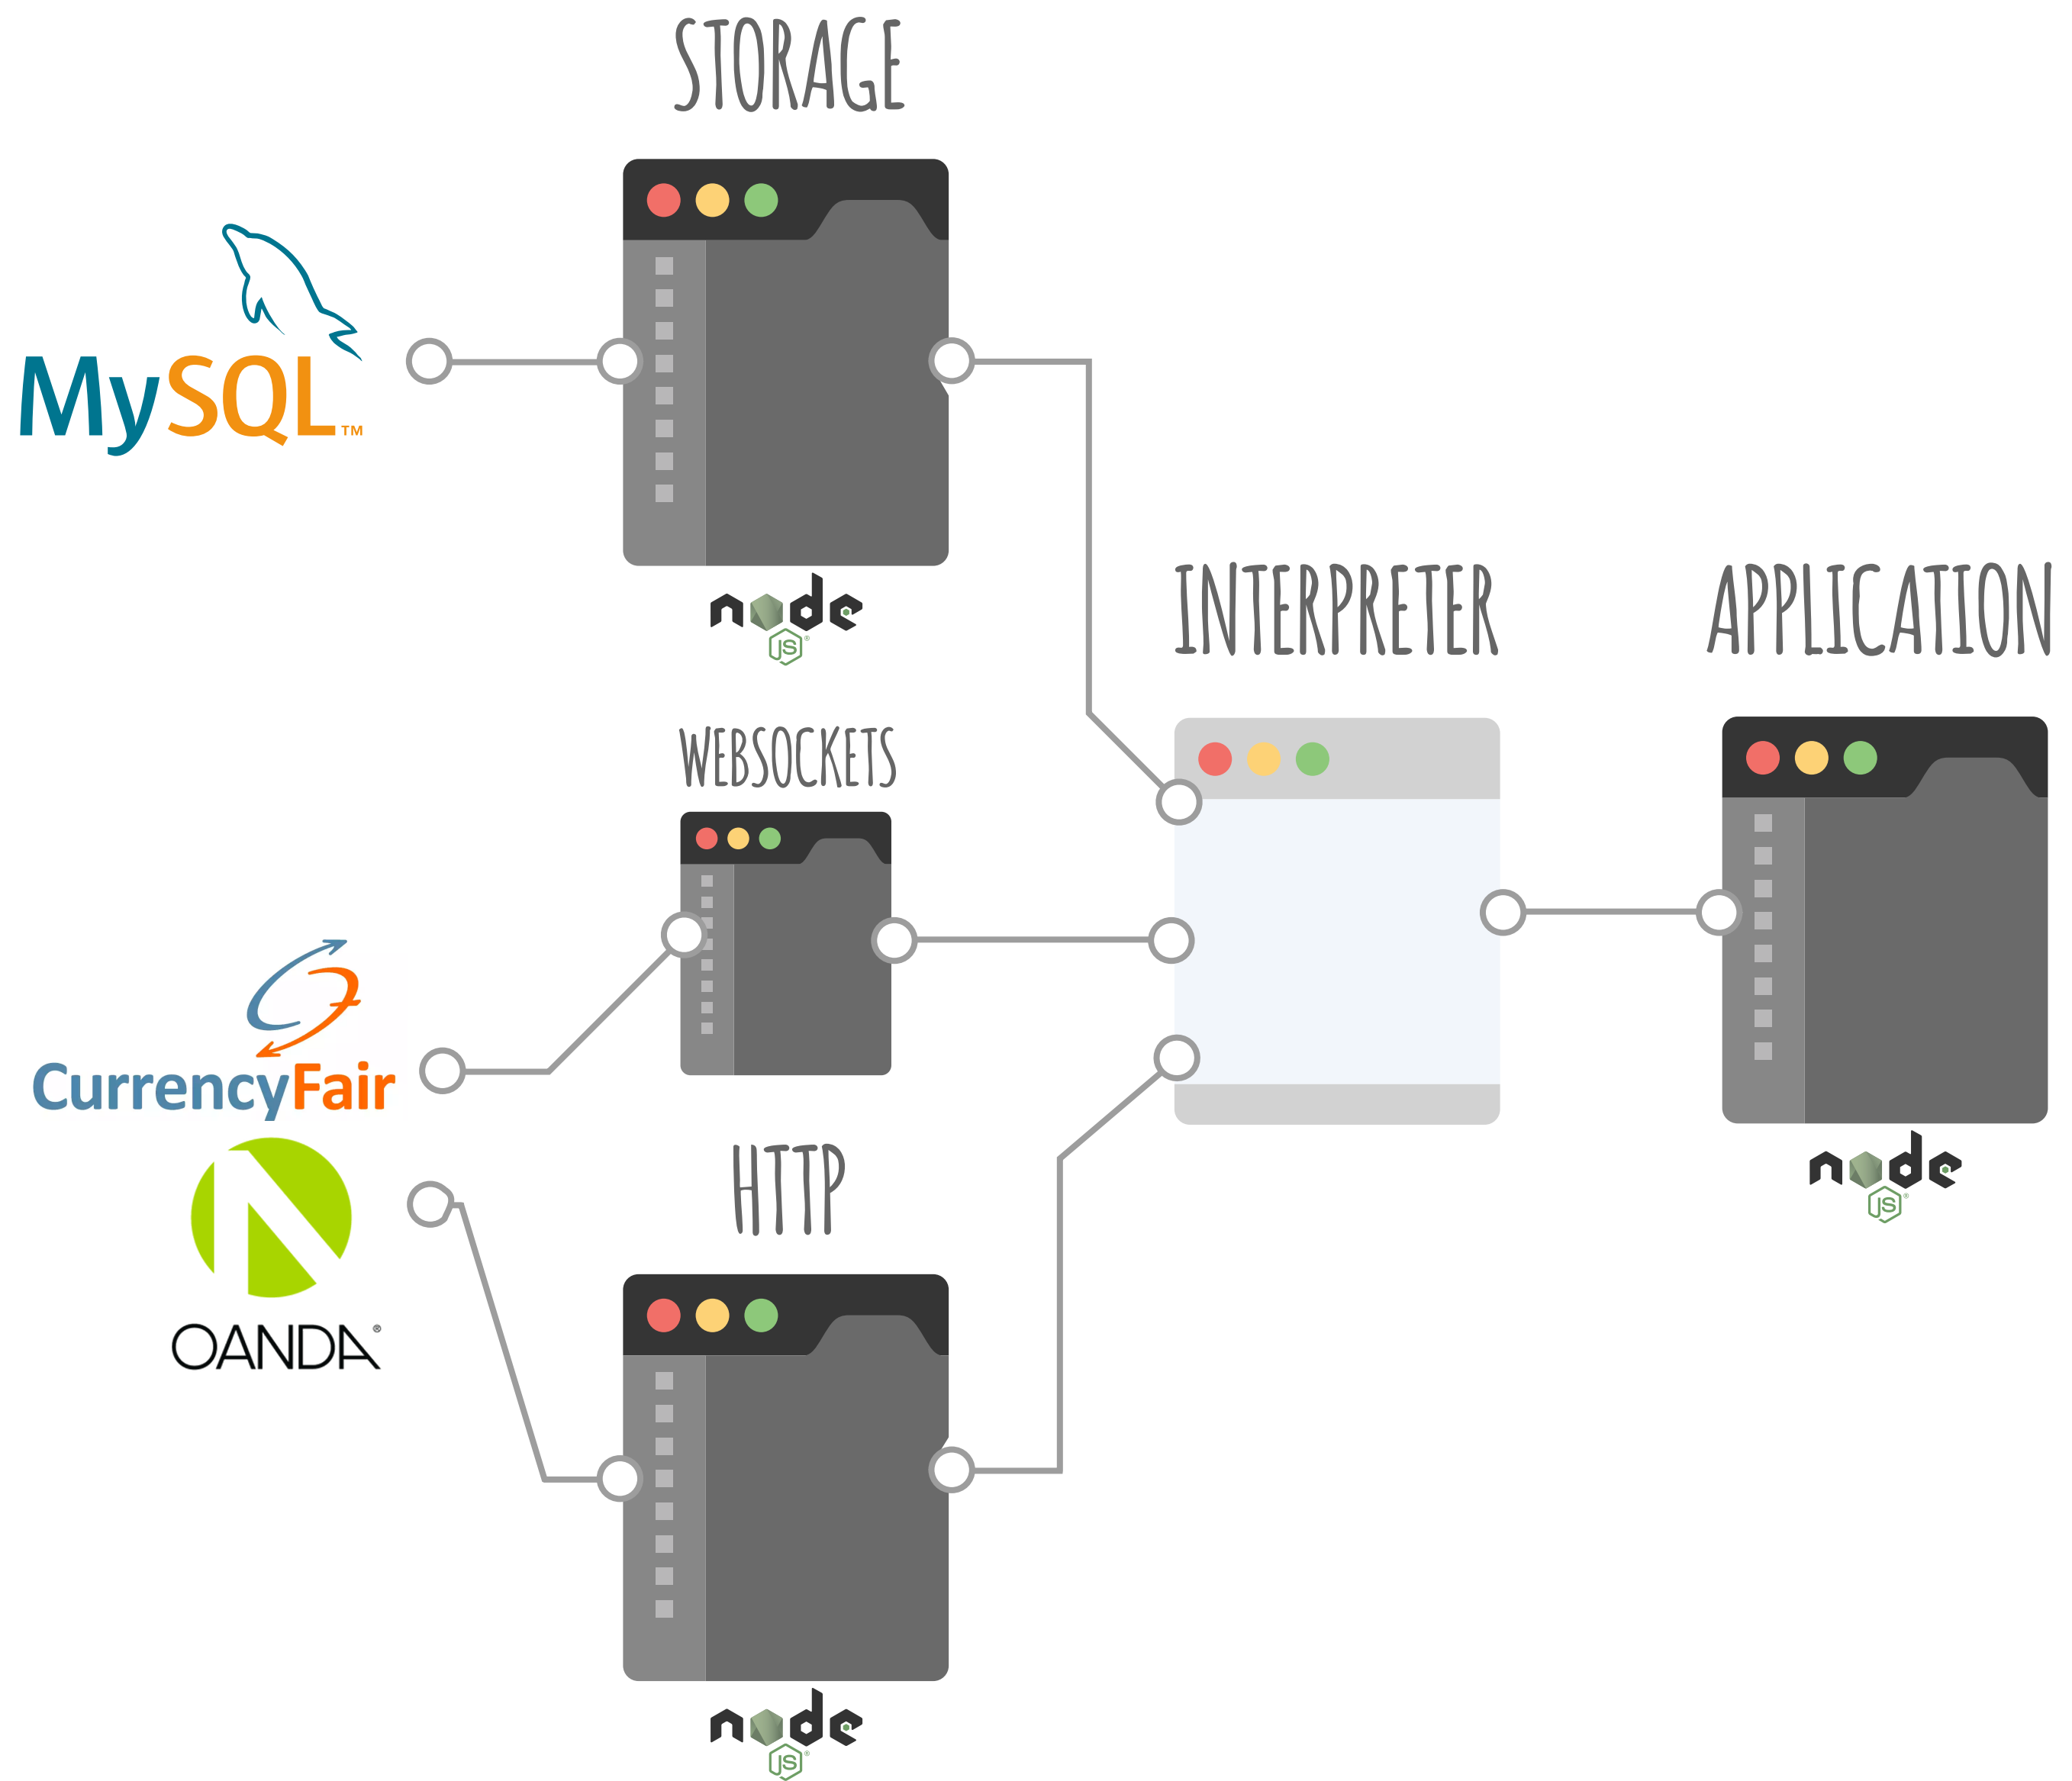 STORAGE
MySQL™
node
JS®
INTERPRETER
APPLICATION
WEBSOCKETS
CurrencyFair
node
JS®
HTTP
OANDA®
node
JS®